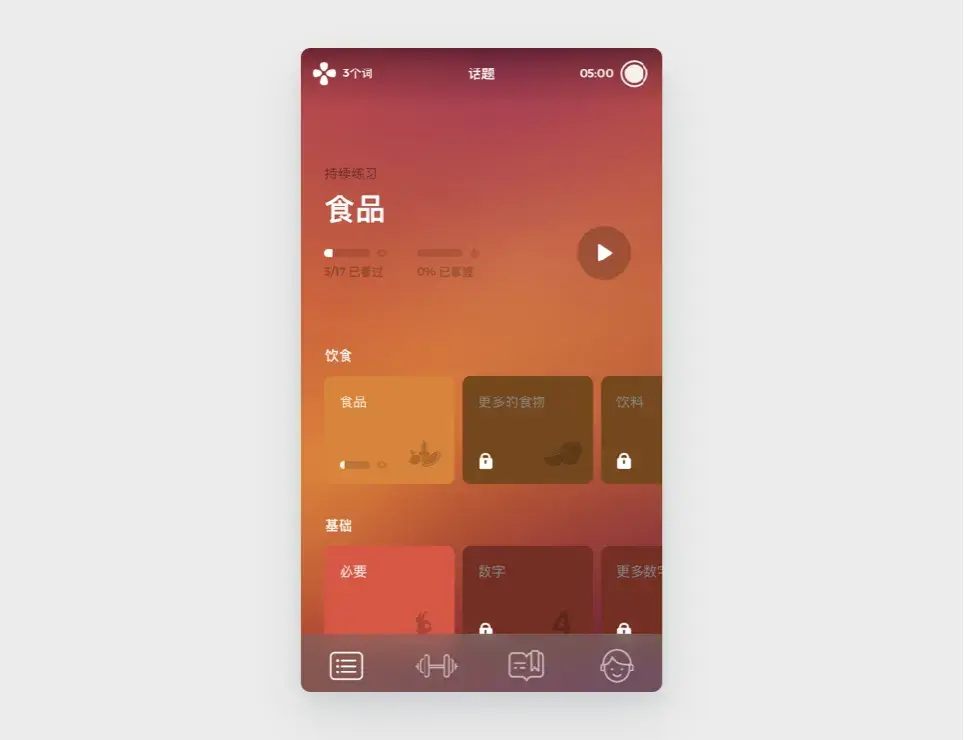 3个词
话题
05:00
持续练习
食品
3/17 已看过
0% 已掌握
饮食
食品
更多的食物
饮料
基础
必要
数字
更多数字
4